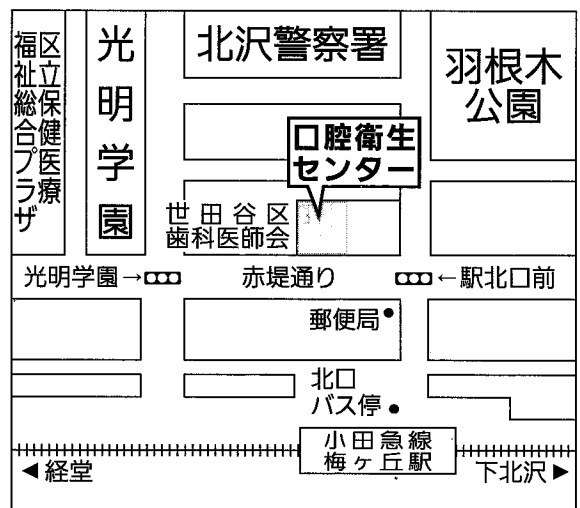 区立保健医療
福祉総合プラザ
光明学園
北沢警察署
羽根木
公園
口腔衛生
センター
世田谷区
歯科医師会
光明学園→
赤堤通り
←駅北口前
郵便局●
北口
バス停●
小田急線
梅ヶ丘駅
◀経堂
下北沢▶